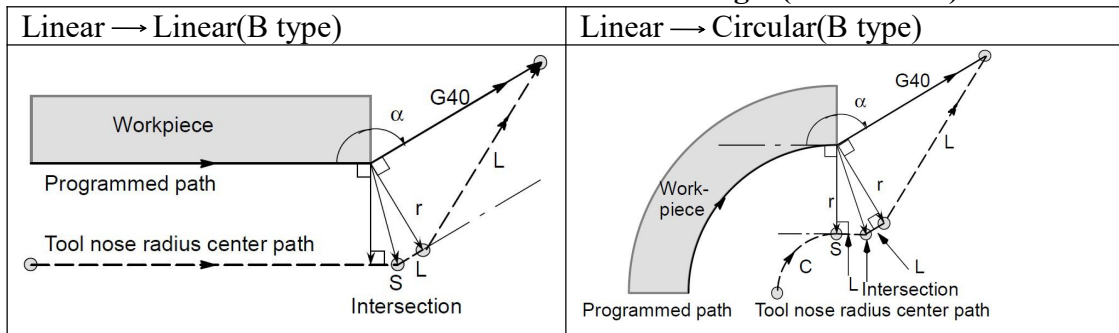 Linear → Linear(B type)
Linear → Circular(B type)
G40
α
Workpiece
L
Programmed path
r
Tool nose radius center path
S
L
Intersection
G40
α
L
Work-
piece
r
r
S
C
L
L
Intersection
Programmed path
Tool nose radius center path